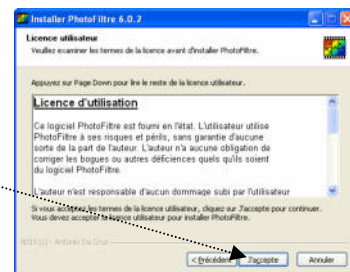 Installer PhotoFiltre 6.0.2
Licence utilisateur
Veuillez examiner les termes de la licence avant d'installer PhotoFiltre.
Appuyez sur Page Down pour lire le reste de la licence utilisateur.
Licence d'utilisation
Ce logiciel PhotoFiltre est fourni en l'état. L'utilisateur utilise
PhotoFiltre à ses risques et périls, sans garantie d'aucune
sorte de la part de l'auteur. L'auteur n'a aucune obligation de
corriger les bogues ou autres déficiences quels qu'ils soient
du logiciel PhotoFiltre.
L'auteur n'est responsable d'aucun dommage subi par l'utilisateur
Si vous acceptez les termes de la licence utilisateur, cliquez sur J'accepte pour continuer.
Vous devez accepter la licence utilisateur pour installer PhotoFiltre.
< Précédent
J'accepte
Annuler